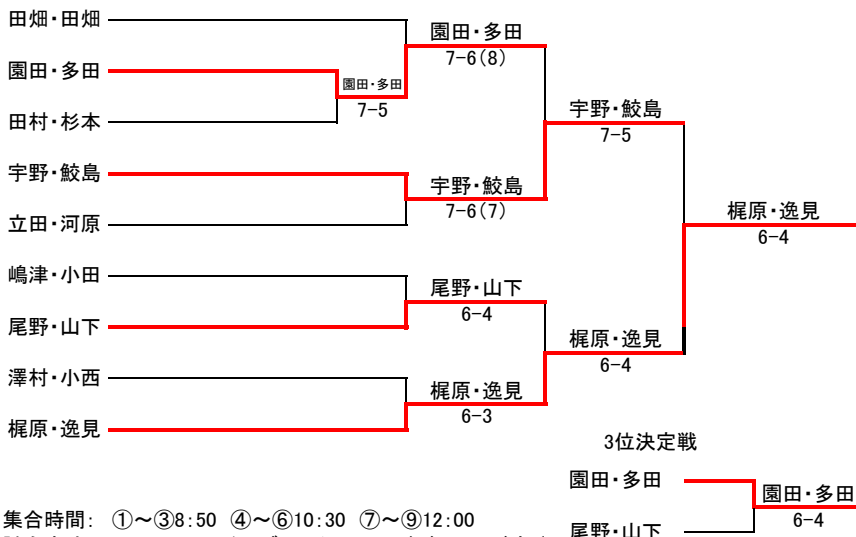 田畑・田畑
園田・多田
7-6(8)
園田・多田
園田・多田
7-5
田村・杉本
宇野・鮫島
7-5
宇野・鮫島
宇野・鮫島
7-6(7)
立田・河原
梶原・逸見
6-4
嶋津・小田
尾野・山下
6-4
尾野・山下
梶原・逸見
6-4
澤村・小西
梶原・逸見
6-3
梶原・逸見
3位決定戦
園田・多田
園田・多田
6-4
尾野・山下
集合時間: ①~③8:50 ④~⑥10:30 ⑦~⑨12:00